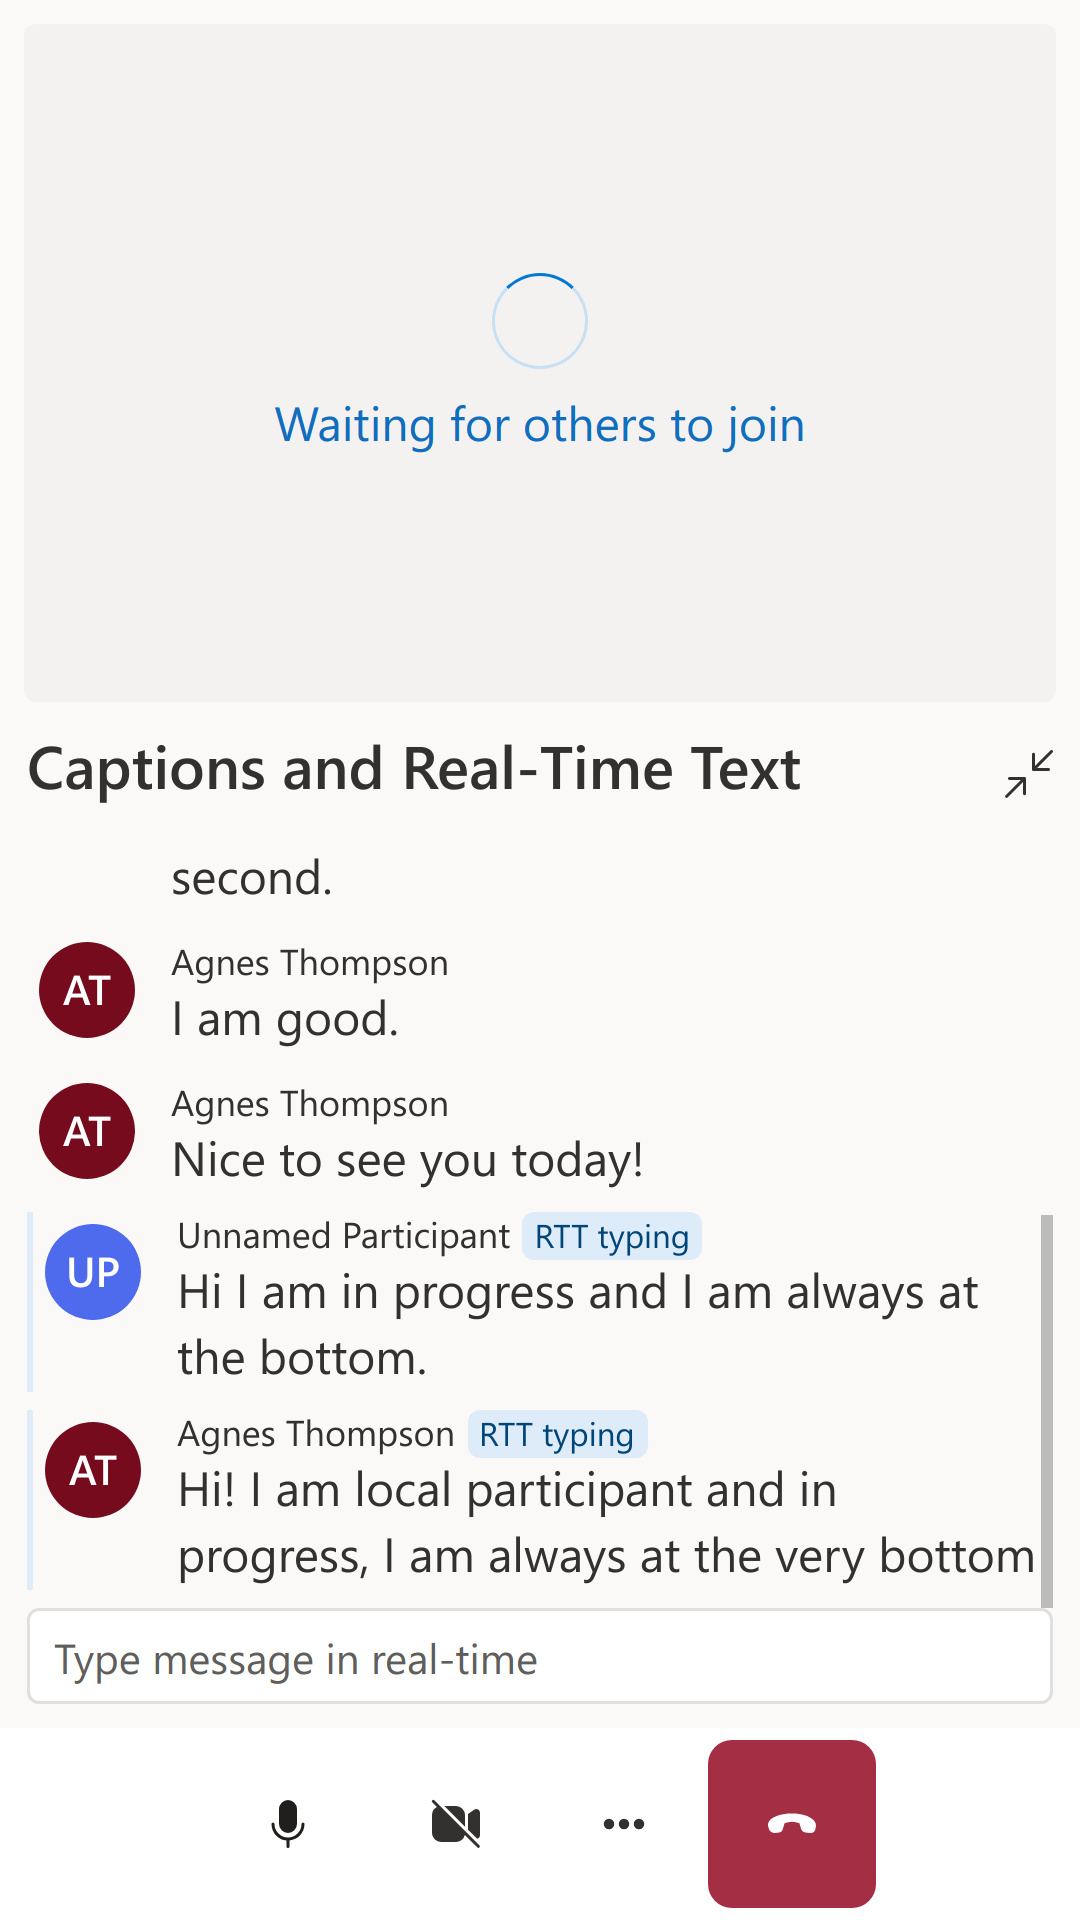 Waiting for others to join
Captions and Real-Time Text
second.
AT
Agnes Thompson
I am good.
AT
Agnes Thompson
Nice to see you today!
UP
Unnamed Participant RTT typing
Hi I am in progress and I am always at
the bottom.
AT
Agnes Thompson RTT typing
Hi! I am local participant and in
progress, I am always at the very bottom
Type message in real-time